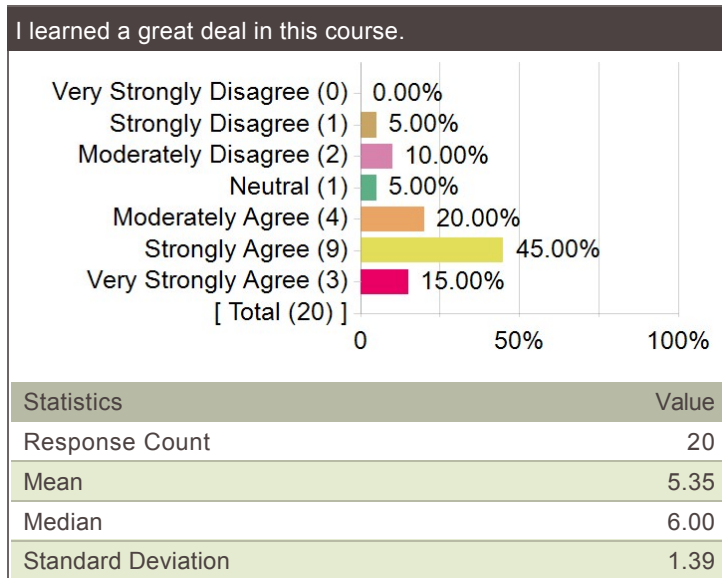 I learned a great deal in this course.
Very Strongly Disagree (0) 0.00%
Strongly Disagree (1) 5.00%
Moderately Disagree (2) 10.00%
Neutral (1) 5.00%
Moderately Agree (4) 20.00%
Strongly Agree (9) 45.00%
Very Strongly Agree (3) 15.00%
[ Total (20) ]
0 50% 100%
Statistics Value
Response Count 20
Mean 5.35
Median 6.00
Standard Deviation 1.39